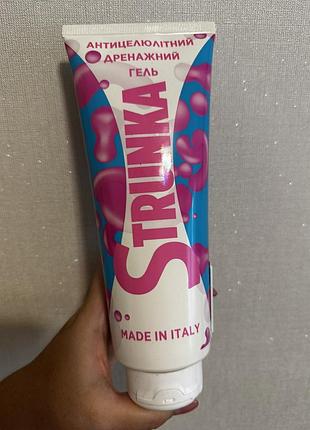 АНТИЦЕЛЮЛІТНИЙ
ДРЕНАЖНИЙ
ГЕЛЬ
STRUNKA
MADE IN ITALY